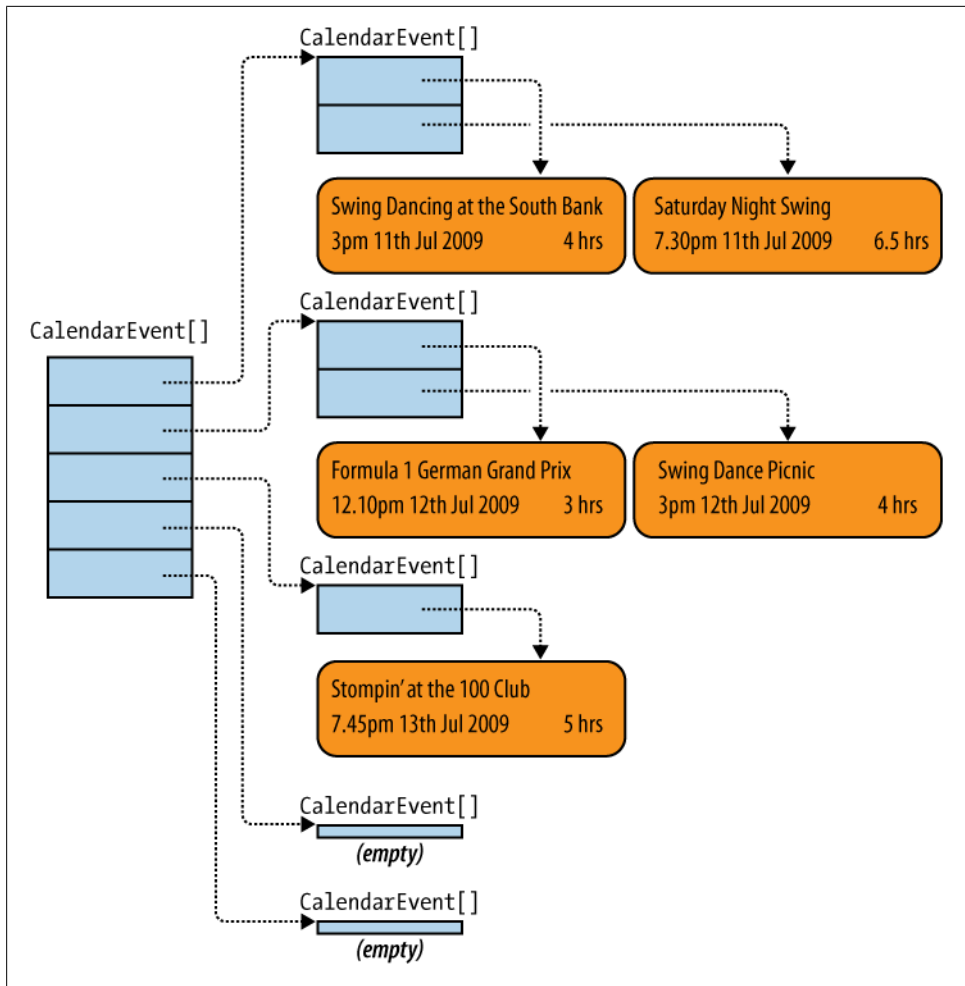 CalendarEvent[]
Swing Dancing at the South Bank
3pm 11th Jul 2009 4 hrs
Saturday Night Swing
7.30pm 11th Jul 2009 6.5 hrs
CalendarEvent[]
CalendarEvent[]
Formula 1 German Grand Prix
12.10pm 12th Jul 2009 3 hrs
Swing Dance Picnic
3pm 12th Jul 2009 4 hrs
CalendarEvent[]
Stompin’ at the 100 Club
7.45pm 13th Jul 2009 5 hrs
CalendarEvent[]
(empty)
CalendarEvent[]
(empty)